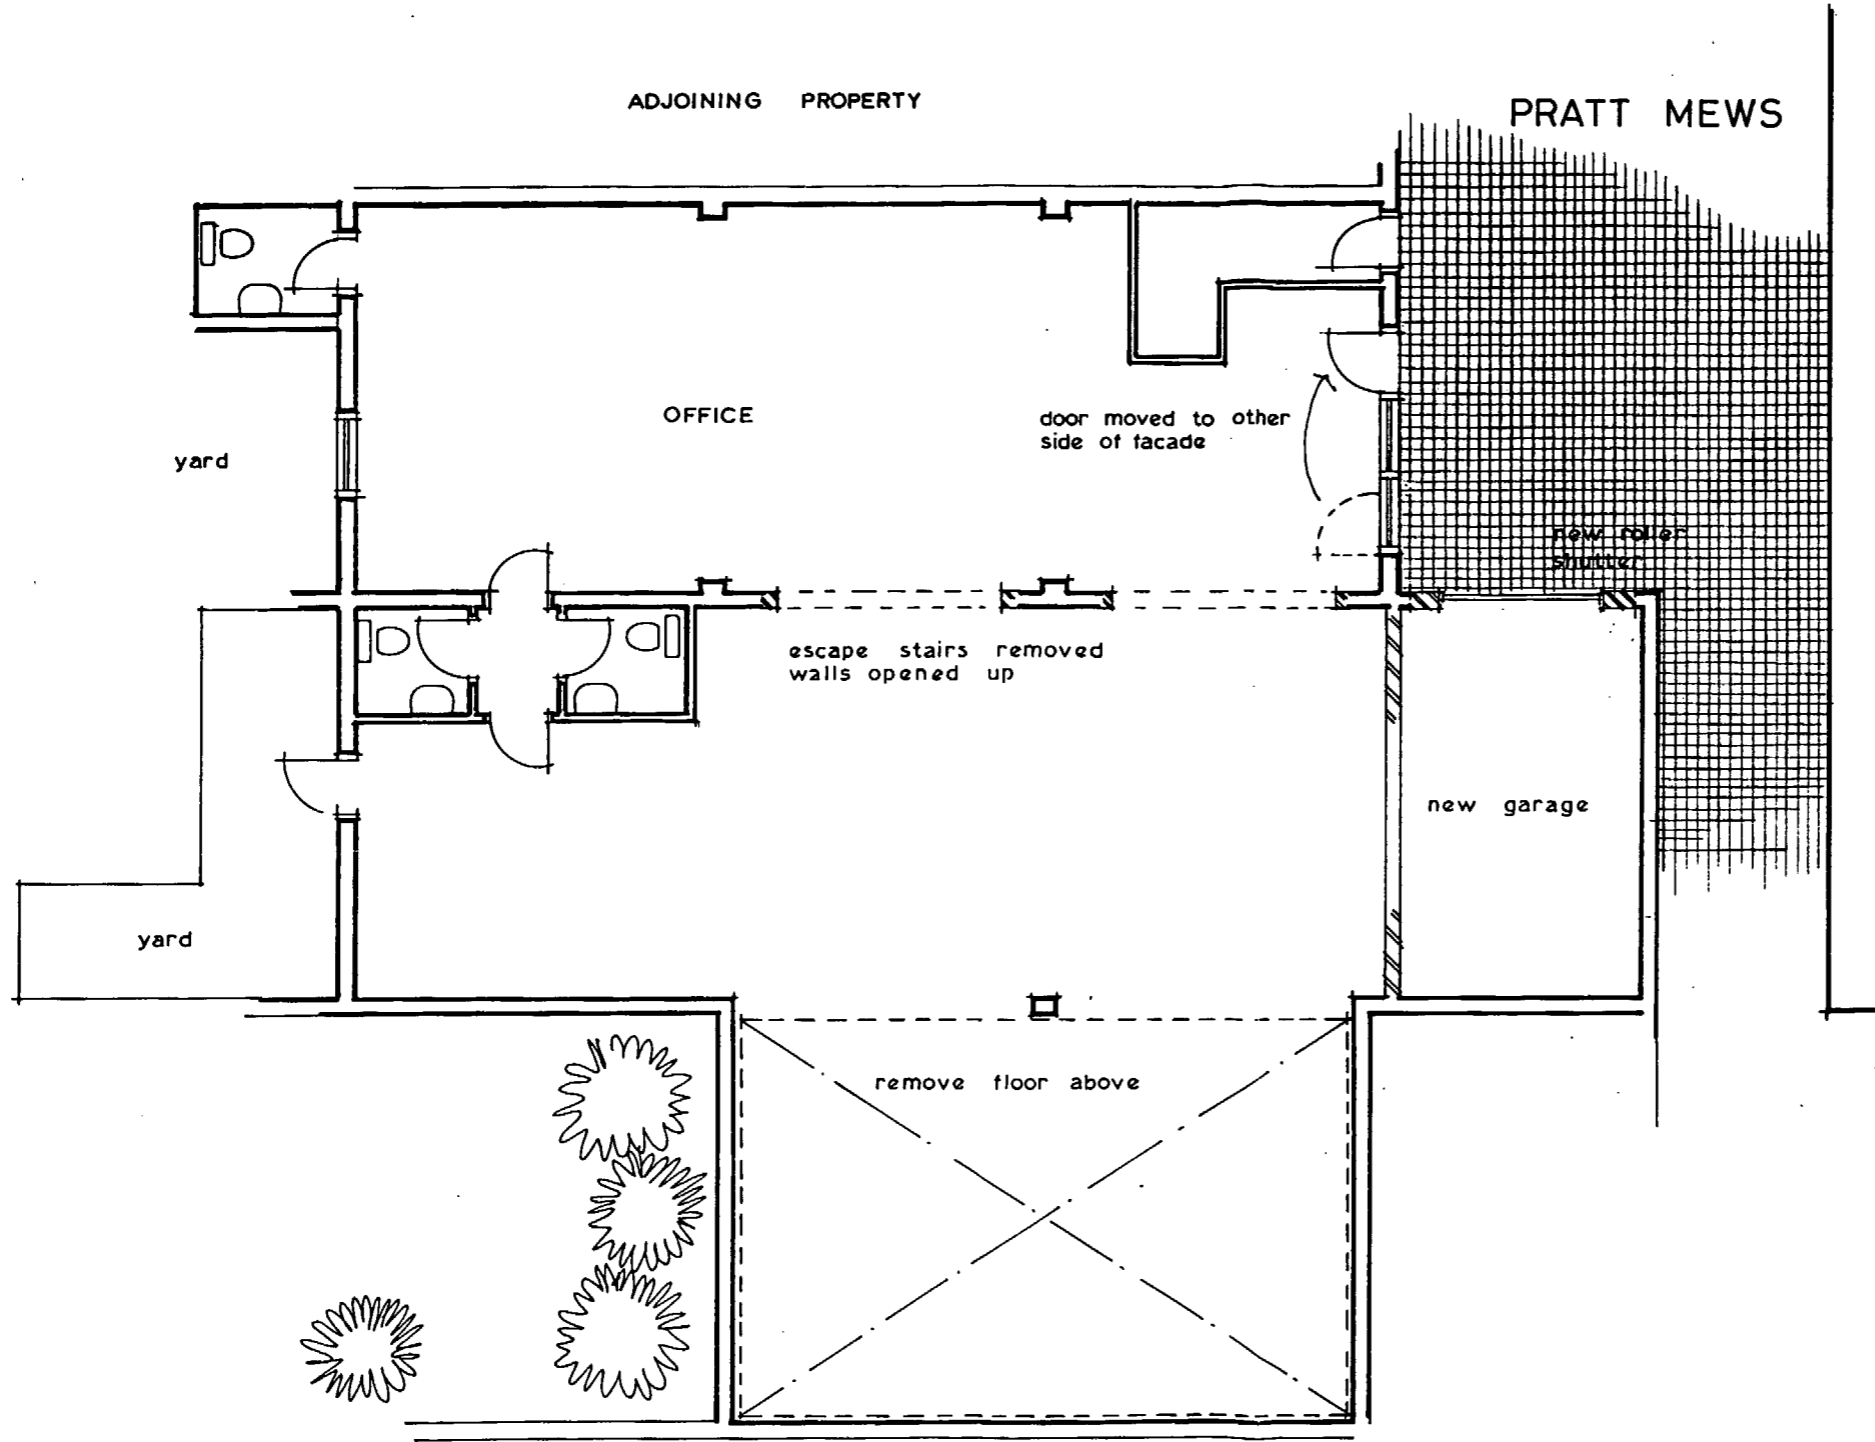 ADJOINING PROPERTY
PRATT MEWS
OFFICE
door moved to other
side of facade
yard
new roller
shutter
escape stairs removed
walls opened up
new garage
yard
remove floor above